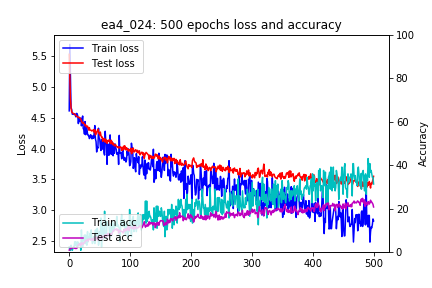 ea4_024: 500 epochs loss and accuracy
Train loss
Test loss
Train acc
Test acc
Loss
5.5
5.0
4.5
4.0
3.5
3.0
2.5
Accuracy
100
80
60
40
20
0
0 100 200 300 400 500